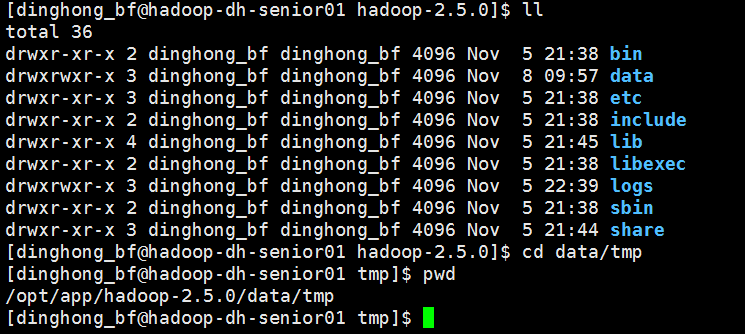 [dinghong_bf@hadoop-dh-senior01 hadoop-2.5.0]$ ll
total 36
drwxr-xr-x 2 dinghong_bf dinghong_bf 4096 Nov  5 21:38 bin
drwxrwxr-x 3 dinghong_bf dinghong_bf 4096 Nov  8 09:57 data
drwxr-xr-x 3 dinghong_bf dinghong_bf 4096 Nov  5 21:38 etc
drwxr-xr-x 2 dinghong_bf dinghong_bf 4096 Nov  5 21:38 include
drwxr-xr-x 4 dinghong_bf dinghong_bf 4096 Nov  5 21:45 lib
drwxr-xr-x 2 dinghong_bf dinghong_bf 4096 Nov  5 21:38 libexec
drwxrwxr-x 3 dinghong_bf dinghong_bf 4096 Nov  5 22:39 logs
drwxr-xr-x 2 dinghong_bf dinghong_bf 4096 Nov  5 21:38 sbin
drwxr-xr-x 3 dinghong_bf dinghong_bf 4096 Nov  5 21:44 share
[dinghong_bf@hadoop-dh-senior01 hadoop-2.5.0]$ cd data/tmp
[dinghong_bf@hadoop-dh-senior01 tmp]$ pwd
/opt/app/hadoop-2.5.0/data/tmp
[dinghong_bf@hadoop-dh-senior01 tmp]$